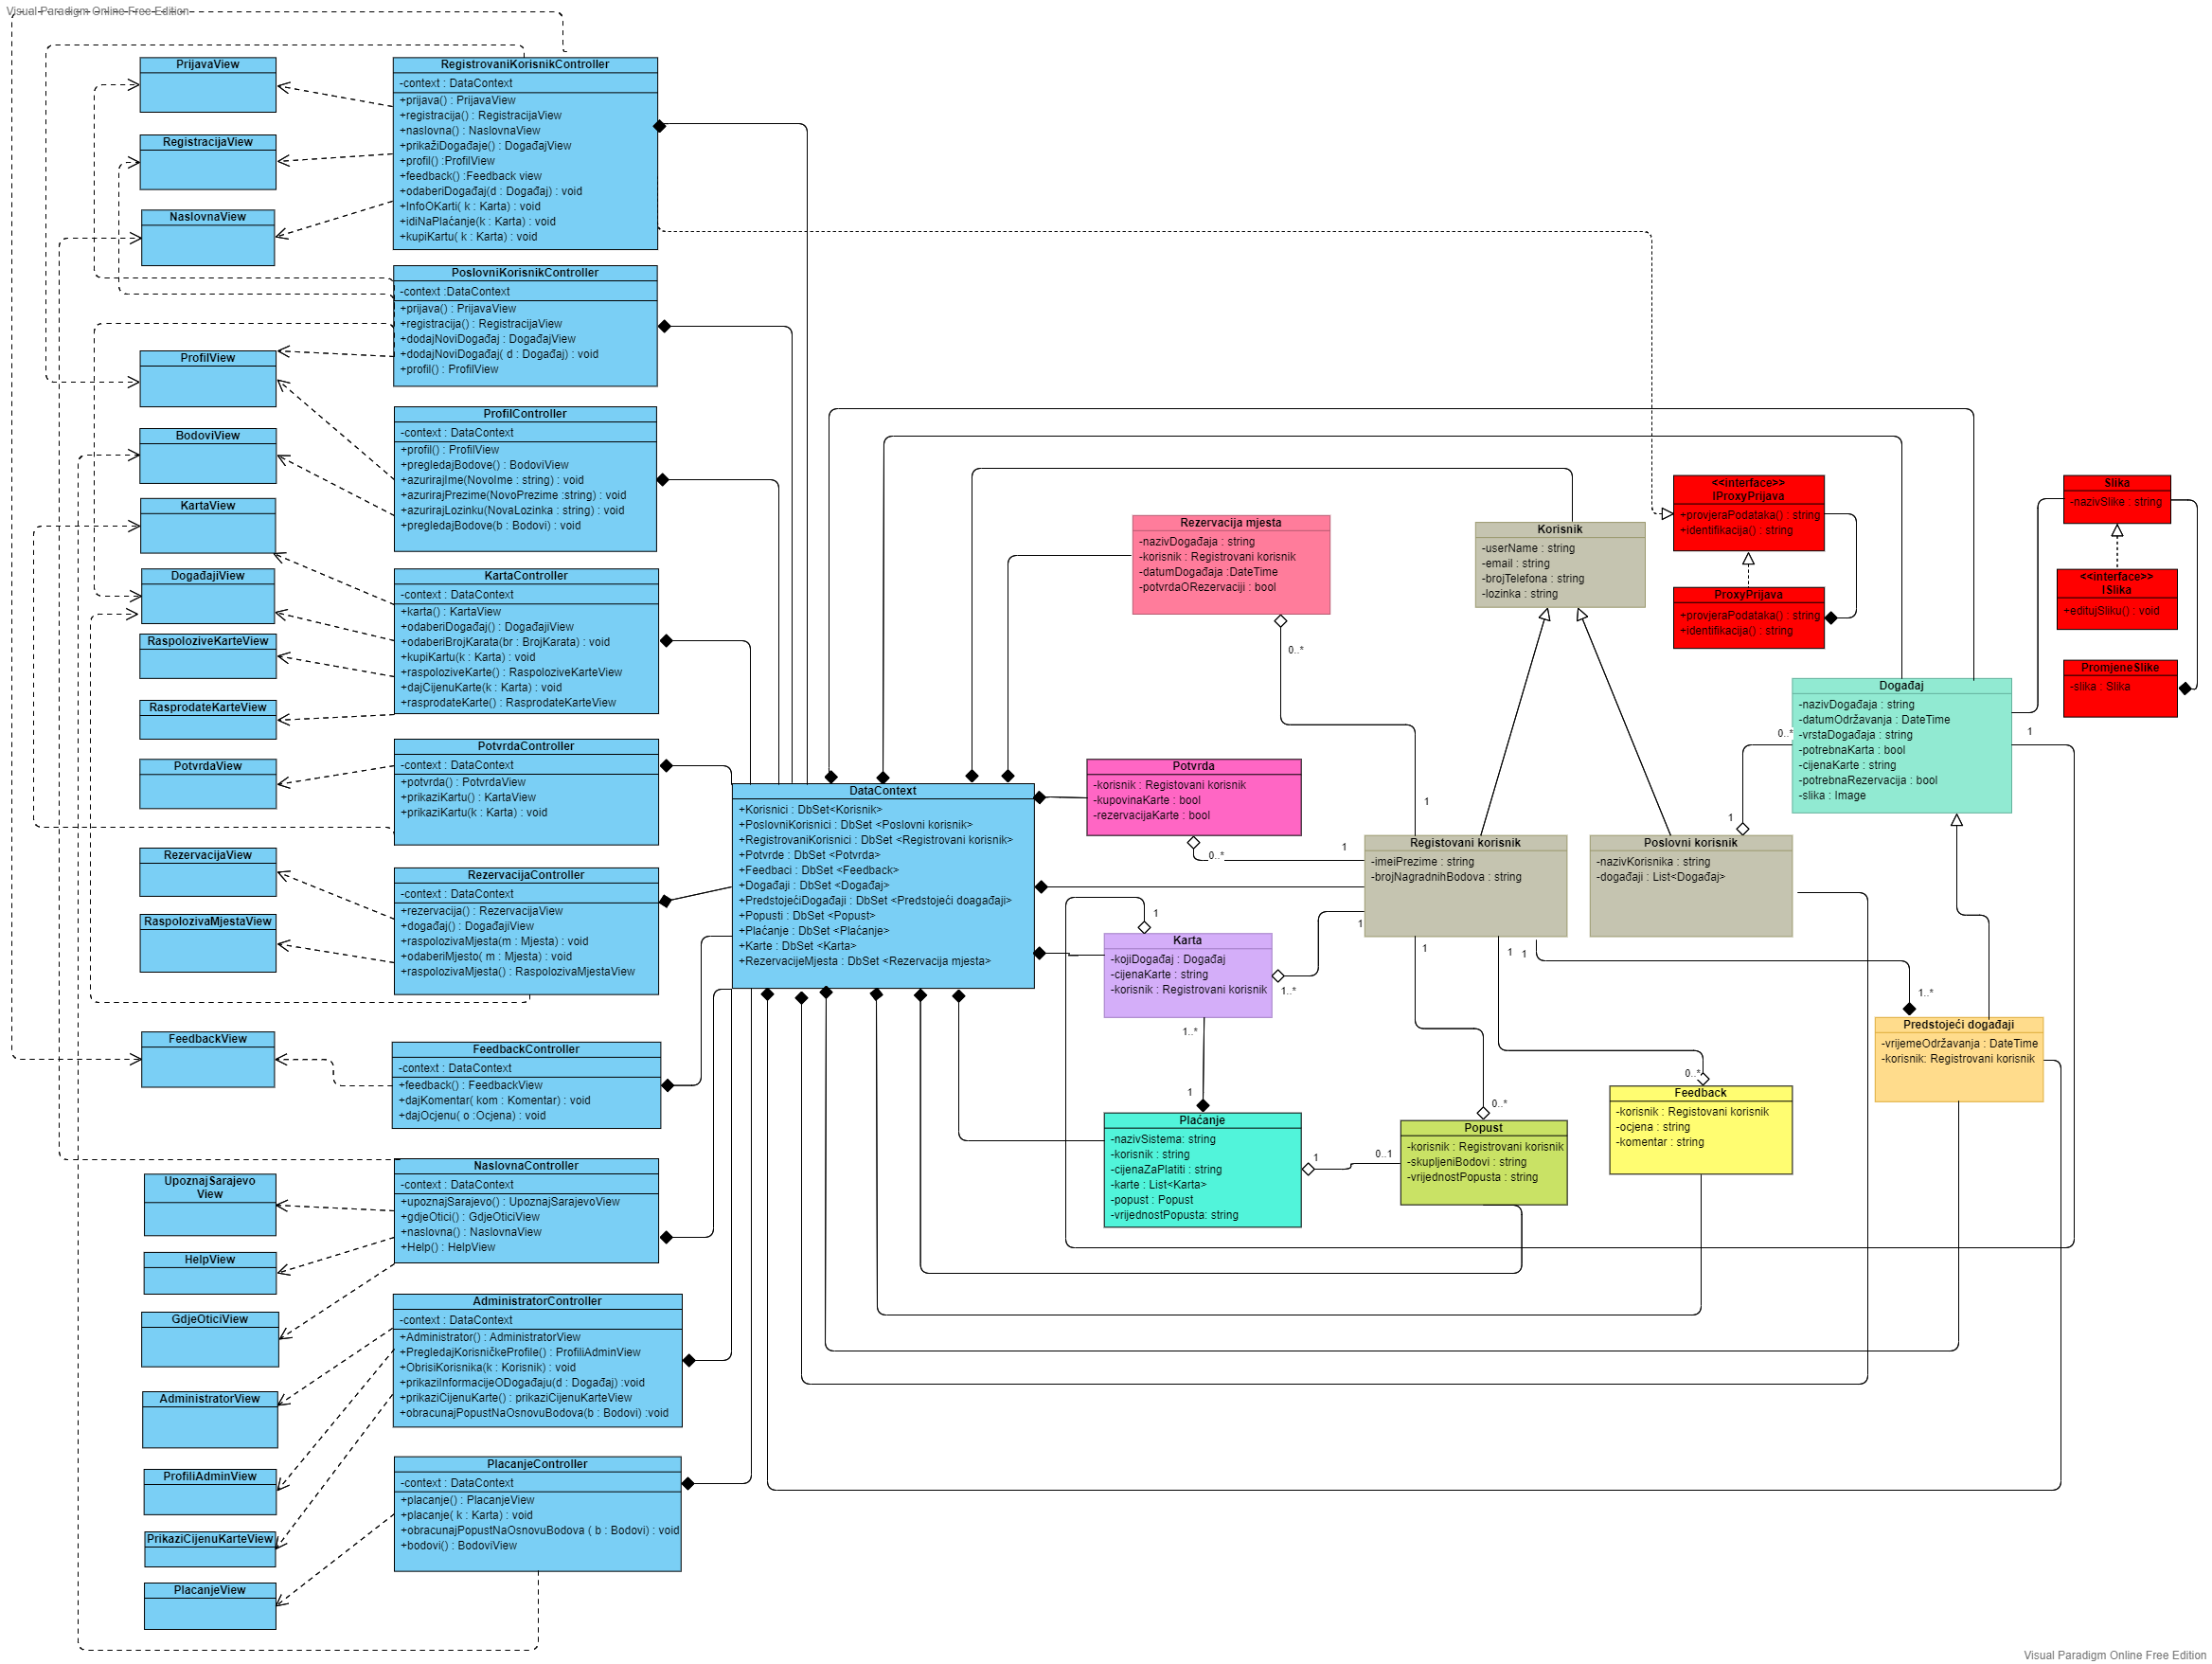 Visual Paradigm Online Free Edition
PrijavaView
RegistracijaView
NaslovnaView
ProfilView
BodoviView
KartaView
DogađajiView
RaspoloziveKarteView
RasprodateKarteView
PotvrdaView
RezervacijaView
RaspolozivaMjestaView
FeedbackView
UpoznajSarajevo
View
HelpView
GdjeOticiView
AdministratorView
ProfiliAdminView
PrikaziCijenuKarteView
PlacanjeView
RegistrovaniKorisnikController
-context : DataContext
+prijava() : PrijavaView
+registracija() : RegistracijaView
+naslovna() : NaslovnaView
+prikažiDogađaje() : DogađajView
+profil() :ProfilView
+feedback() :Feedback view
+odaberiDogađaj(d : Događaj) : void
+InfoOKarti( k : Karta) : void
+idiNaPlaćanje(k : Karta) : void
+kupiKartu( k : Karta) : void
PoslovniKorisnikController
-context :DataContext
+prijava() : PrijavaView
+registracija() : RegistracijaView
+dodajNoviDogađaj : DogađajView
+dodajNoviDogađaj( d : Događaj) : void
+profil() : ProfilView
ProfilController
-context : DataContext
+profil() : ProfilView
+pregledajBodove() : BodoviView
+azurirajIme(NovoIme : string) : void
+azurirajPrezime(NovoPrezime :string) : void
+azurirajLozinku(NovaLozinka : string) : void
+pregledajBodove(b : Bodovi) : void
KartaController
-context : DataContext
+karta() : KartaView
+odaberiDogađaj() : DogađajiView
+odaberiBrojKarata(br : BrojKarata) : void
+kupiKartu(k : Karta) : void
+raspoloziveKarte() : RaspoloziveKarteView
+dajCijenuKarte(k : Karta) : void
+rasprodateKarte() : RasprodateKarteView
PotvrdaController
-context : DataContext
+potvrda() : PotvrdaView
+prikaziKartu() : KartaView
+prikaziKartu(k : Karta) : void
RezervacijaController
-context : DataContext
+rezervacija() : RezervacijaView
+događaj() : DogađajiView
+raspolozivaMjesta(m : Mjesta) : void
+odaberiMjesto( m : Mjesta) : void
+raspolozivaMjesta() : RaspolozivaMjestaView
FeedbackController
-context : DataContext
+feedback() : FeedbackView
+dajKomentar( kom : Komentar) : void
+dajOcjenu( o :Ocjena) : void
NaslovnaController
-context : DataContext
+upoznajSarajevo() : UpoznajSarajevoView
+gdjeOtici() : GdjeOticiView
+naslovna() : NaslovnaView
+Help() : HelpView
AdministratorController
-context : DataContext
+Administrator() : AdministratorView
+PregledajKorisničkeProfile() : ProfiliAdminView
+ObrisiKorisnika(k : Korisnik) : void
+prikaziInformacijeODogađaju(d : Događaj) :void
+prikaziCijenuKarte() : prikaziCijenuKarteView
+obracunajPopustNaOsnovuBodova(b : Bodovi) :void
PlacanjeController
-context : DataContext
+placanje() : PlacanjeView
+placanje( k : Karta) : void
+obracunajPopustNaOsnovuBodova ( b : Bodovi) : void
+bodovi() : BodoviView
DataContext
+Korisnici : DbSet<Korisnik>
+PoslovniKorisnici : DbSet <Poslovni korisnik>
+RegistrovaniKorisnici : DbSet <Registrovani korisnik>
+Potvrde : DbSet <Potvrda>
+Feedbaci : DbSet <Feedback>
+Događaji : DbSet <Događaj>
+PredstojećiDogađaji : DbSet <Predstojeći doagađaji>
+Popusti : DbSet <Popust>
+Plaćanje : DbSet <Plaćanje>
+Karte : DbSet <Karta>
+RezervacijeMjesta : DbSet <Rezervacija mjesta>
Rezervacija mjesta
-nazivDogađaja : string
-korisnik : Registrovani korisnik
-datumDogađaja :DateTime
-potvrdaORezervaciji : bool
0..*
1
Potvrda
-korisnik : Registovani korisnik
-kupovinaKarte : bool
-rezervacijaKarte : bool
0..*
1
Korisnik
-userName : string
-email : string
-brojTelefona : string
-lozinka : string
<<interface>>
IProxyPrijava
+provjeraPodataka() : string
+identifikacija() : string
ProxyPrijava
+provjeraPodataka() : string
+identifikacija() : string
Slika
-nazivSlike : string
<<interface>>
ISlika
+editujSliku() : void
PromjeneSlike
-slika : Slika
Događaj
-nazivDogađaja : string
-datumOdržavanja : DateTime
-vrstaDogađaja : string
-potrebnaKarta : bool
-cijenaKarte : string
-potrebnaRezervacija : bool
-slika : Image
0..*
1
1
Registovani korisnik
-imeiPrezime : string
-brojNagradnihBodova : string
Poslovni korisnik
-nazivKorisnika : string
-događaji : List<Događaj>
1
1
1
1
1
Karta
-kojiDogađaj : Događaj
-cijenaKarte : string
-korisnik : Registrovani korisnik
1..*
1..*
1
Predstojeći događaji
-vrijemeOdržavanja : DateTime
-korisnik: Registrovani korisnik
1..*
Plaćanje
-nazivSistema: string
-korisnik : string
-cijenaZaPlatiti : string
-karte : List<Karta>
-popust : Popust
-vrijednostPopusta: string
1
0..1
Popust
-korisnik : Registrovani korisnik
-skupljeniBodovi : string
-vrijednostPopusta : string
0..*
Feedback
-korisnik : Registovani korisnik
-ocjena : string
-komentar : string
0..*
Visual Paradigm Online Free Edition